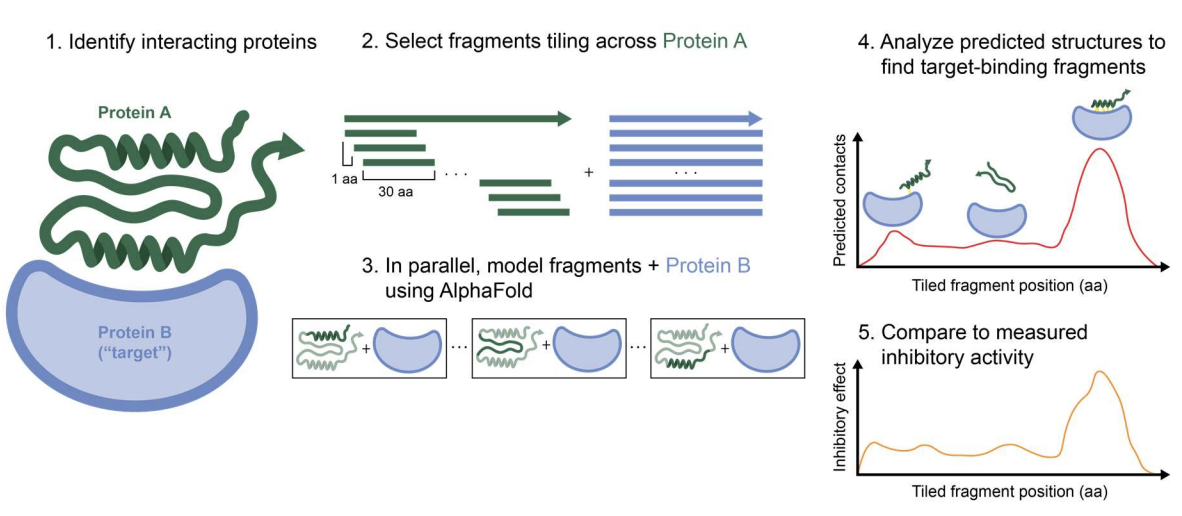 1. Identify interacting proteins
Protein A
Protein B
(“target”)
2. Select fragments tiling across Protein A
1 aa
30 aa
. . .
+
. . .
3. In parallel, model fragments + Protein B
using AlphaFold
+
...
+
...
+
4. Analyze predicted structures to
find target-binding fragments
Predicted contacts
Tiled fragment position (aa)
5. Compare to measured
inhibitory activity
Inhibitory effect
Tiled fragment position (aa)